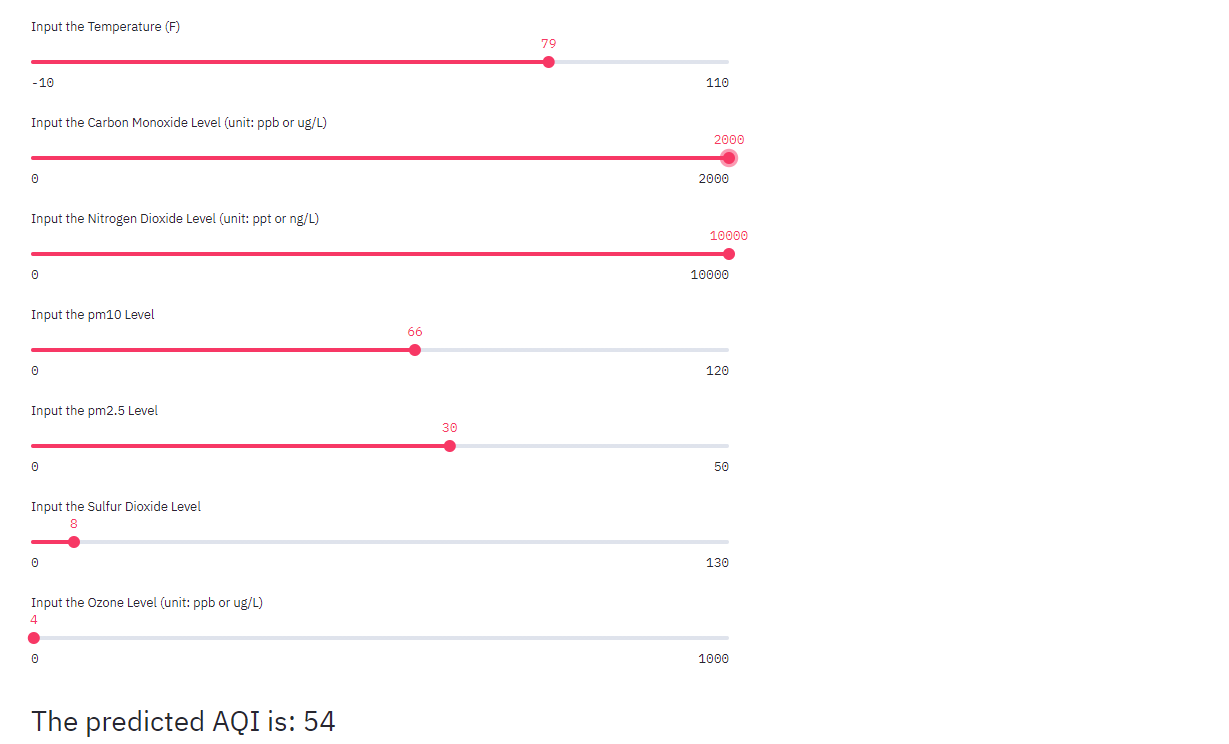 Input the Temperature (F)
79
-10 110
Input the Carbon Monoxide Level (unit: ppb or ug/L)
2000
0 2000
Input the Nitrogen Dioxide Level (unit: ppt or ng/L)
10000
0 10000
Input the pm10 Level
66
0 120
Input the pm2.5 Level
30
0 50
Input the Sulfur Dioxide Level
8
0 130
Input the Ozone Level (unit: ppb or ug/L)
4
0 1000
The predicted AQI is: 54